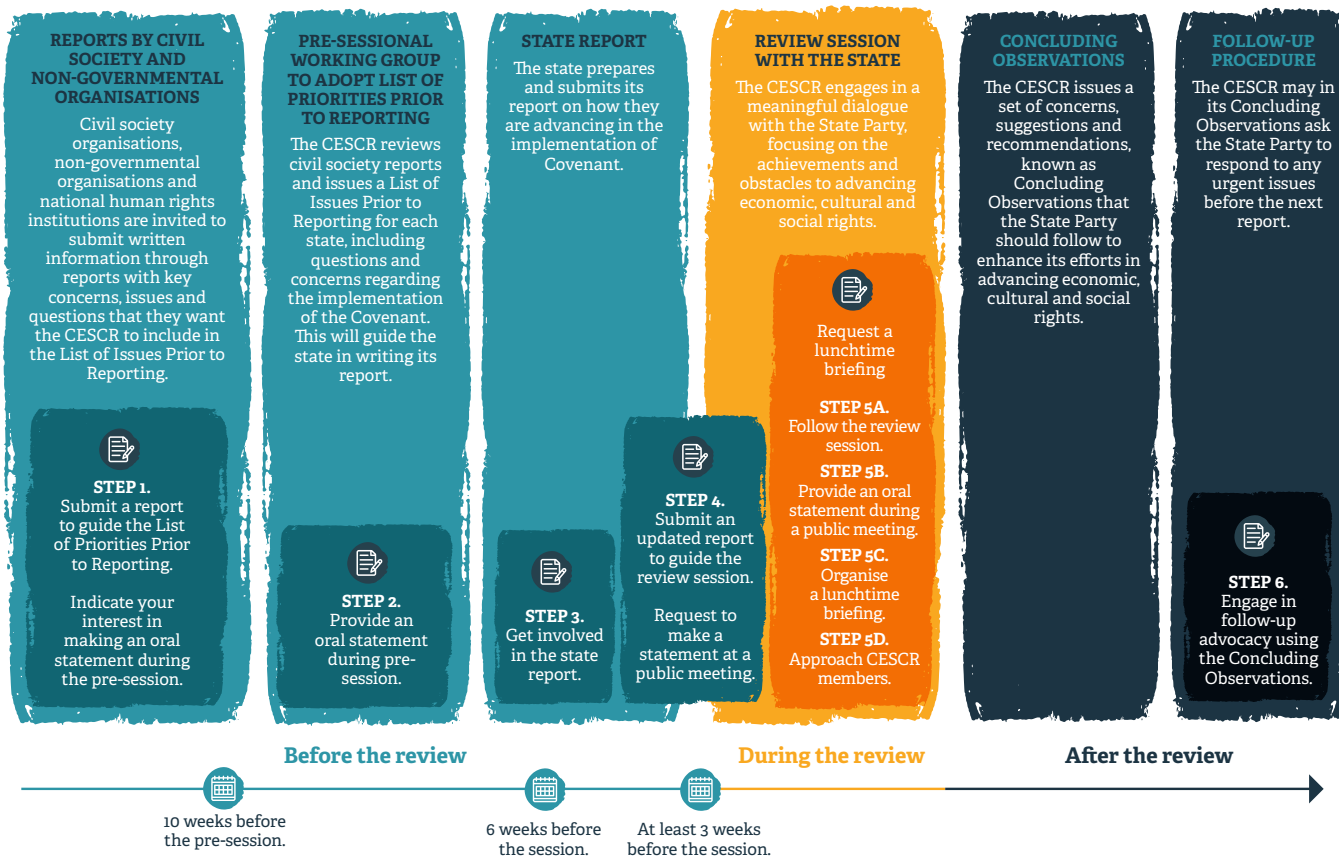 REPORTS BY CIVIL
SOCIETY AND
NON-GOVERNMENTAL
ORGANISATIONS
Civil society
organisations,
non-governmental
organisations and
national human rights
institutions are invited to
submit written
information through
reports with key
concerns, issues and
questions that they want
the CESCR to include in
the List of Issues Prior to
Reporting.
STEP 1.
Submit a report
to guide the List
of Priorities Prior
to Reporting.
Indicate your
interest in
making an oral
statement during
the pre-session.
PRE-SESSIONAL
WORKING GROUP
TO ADOPT LIST OF
PRIORITIES PRIOR
TO REPORTING
The CESCR reviews
civil society reports
and issues a List of
Issues Prior to
Reporting for each
state, including
questions and
concerns regarding
the implementation
of the Covenant.
This will guide the
state in writing its
report.
STEP 2.
Provide an
oral statement
during pre-
session.
STATE REPORT
The state prepares
and submits its
report on how they
are advancing in the
implementation of
Covenant.
STEP 3.
Get involved
in the state
report.
STEP 4.
Submit an
updated report
to guide the
review session.
Request to
make a
statement at a
public meeting.
REVIEW SESSION
WITH THE STATE
The CESCR engages in a
meaningful dialogue
with the State Party,
focusing on the
achievements and
obstacles to advancing
economic, cultural and
social rights.
Request a
lunchtime
briefing
STEP 5A.
Follow the review
session.
STEP 5B.
Provide an oral
statement during
a public meeting.
STEP 5C.
Organise
a lunchtime
briefing.
STEP 5D.
Approach CESCR
members.
CONCLUDING
OBSERVATIONS
The CESCR issues a
set of concerns,
suggestions and
recommendations,
known as
Concluding
Observations that
the State Party
should follow to
enhance its efforts in
advancing economic,
cultural and social
rights.
FOLLOW-UP
PROCEDURE
The CESCR may in
its Concluding
Observations ask
the State Party to
respond to any
urgent issues
before the next
report.
STEP 6.
Engage in
follow-up
advocacy using
the Concluding
Observations.
Before the review
During the review
After the review
10 weeks before
the pre-session.
6 weeks before
the session.
At least 3 weeks
before the session.